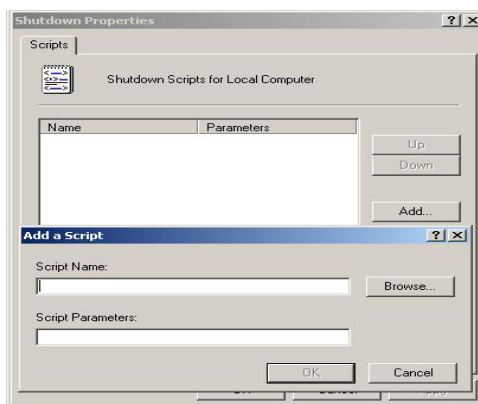 Shutdown Properties
Scripts
Shutdown Scripts for Local Computer
Name Parameters
Up
Down
Add...
Add a Script
Script Name:
Browse...
Script Parameters:
OK Cancel